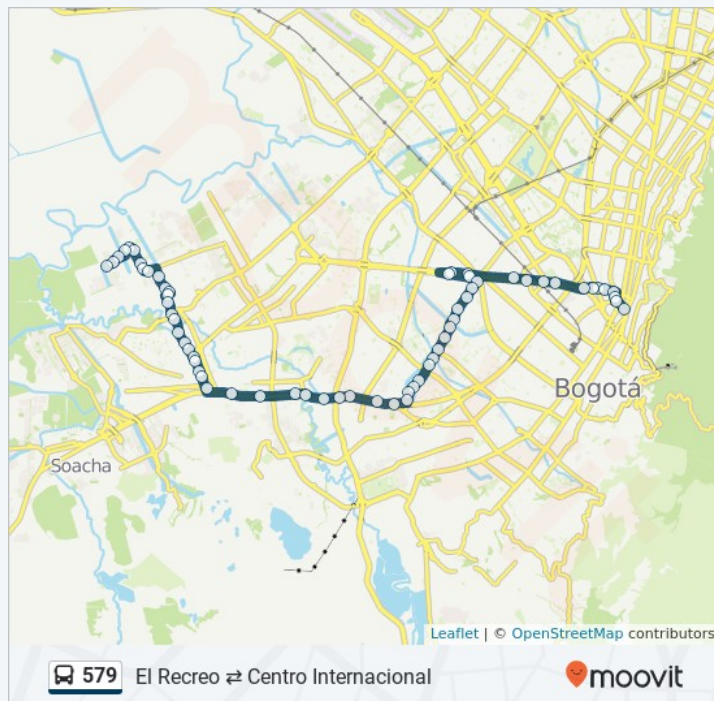 Bogotá
Soacha
Leaflet | © OpenStreetMap contributors
579 El Recreo ⇄ Centro Internacional
moovit